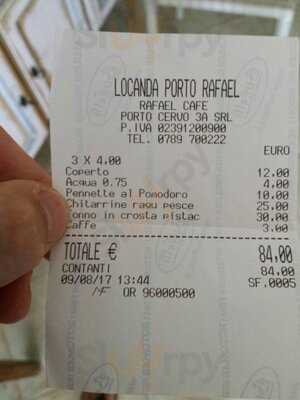 LOCANDA PORTO RAFAEL
RAFAEL CAFE
PORTO CERVO 3A SRL
P.IVA 02391200900
TEL. 0789 700222
EURO
3 X 4.00
Coperto 12.00
Acqua 0.75 4.00
Pennette al Pomodoro 10.00
Chitarrine ragu pesce 25.00
Tonno in crosta pistac 30.00
Caffe 3.00
TOTALE € 84.00
CONTANTI 84.00
09/08/17 13:44 SF.0005
MF OR 96000500